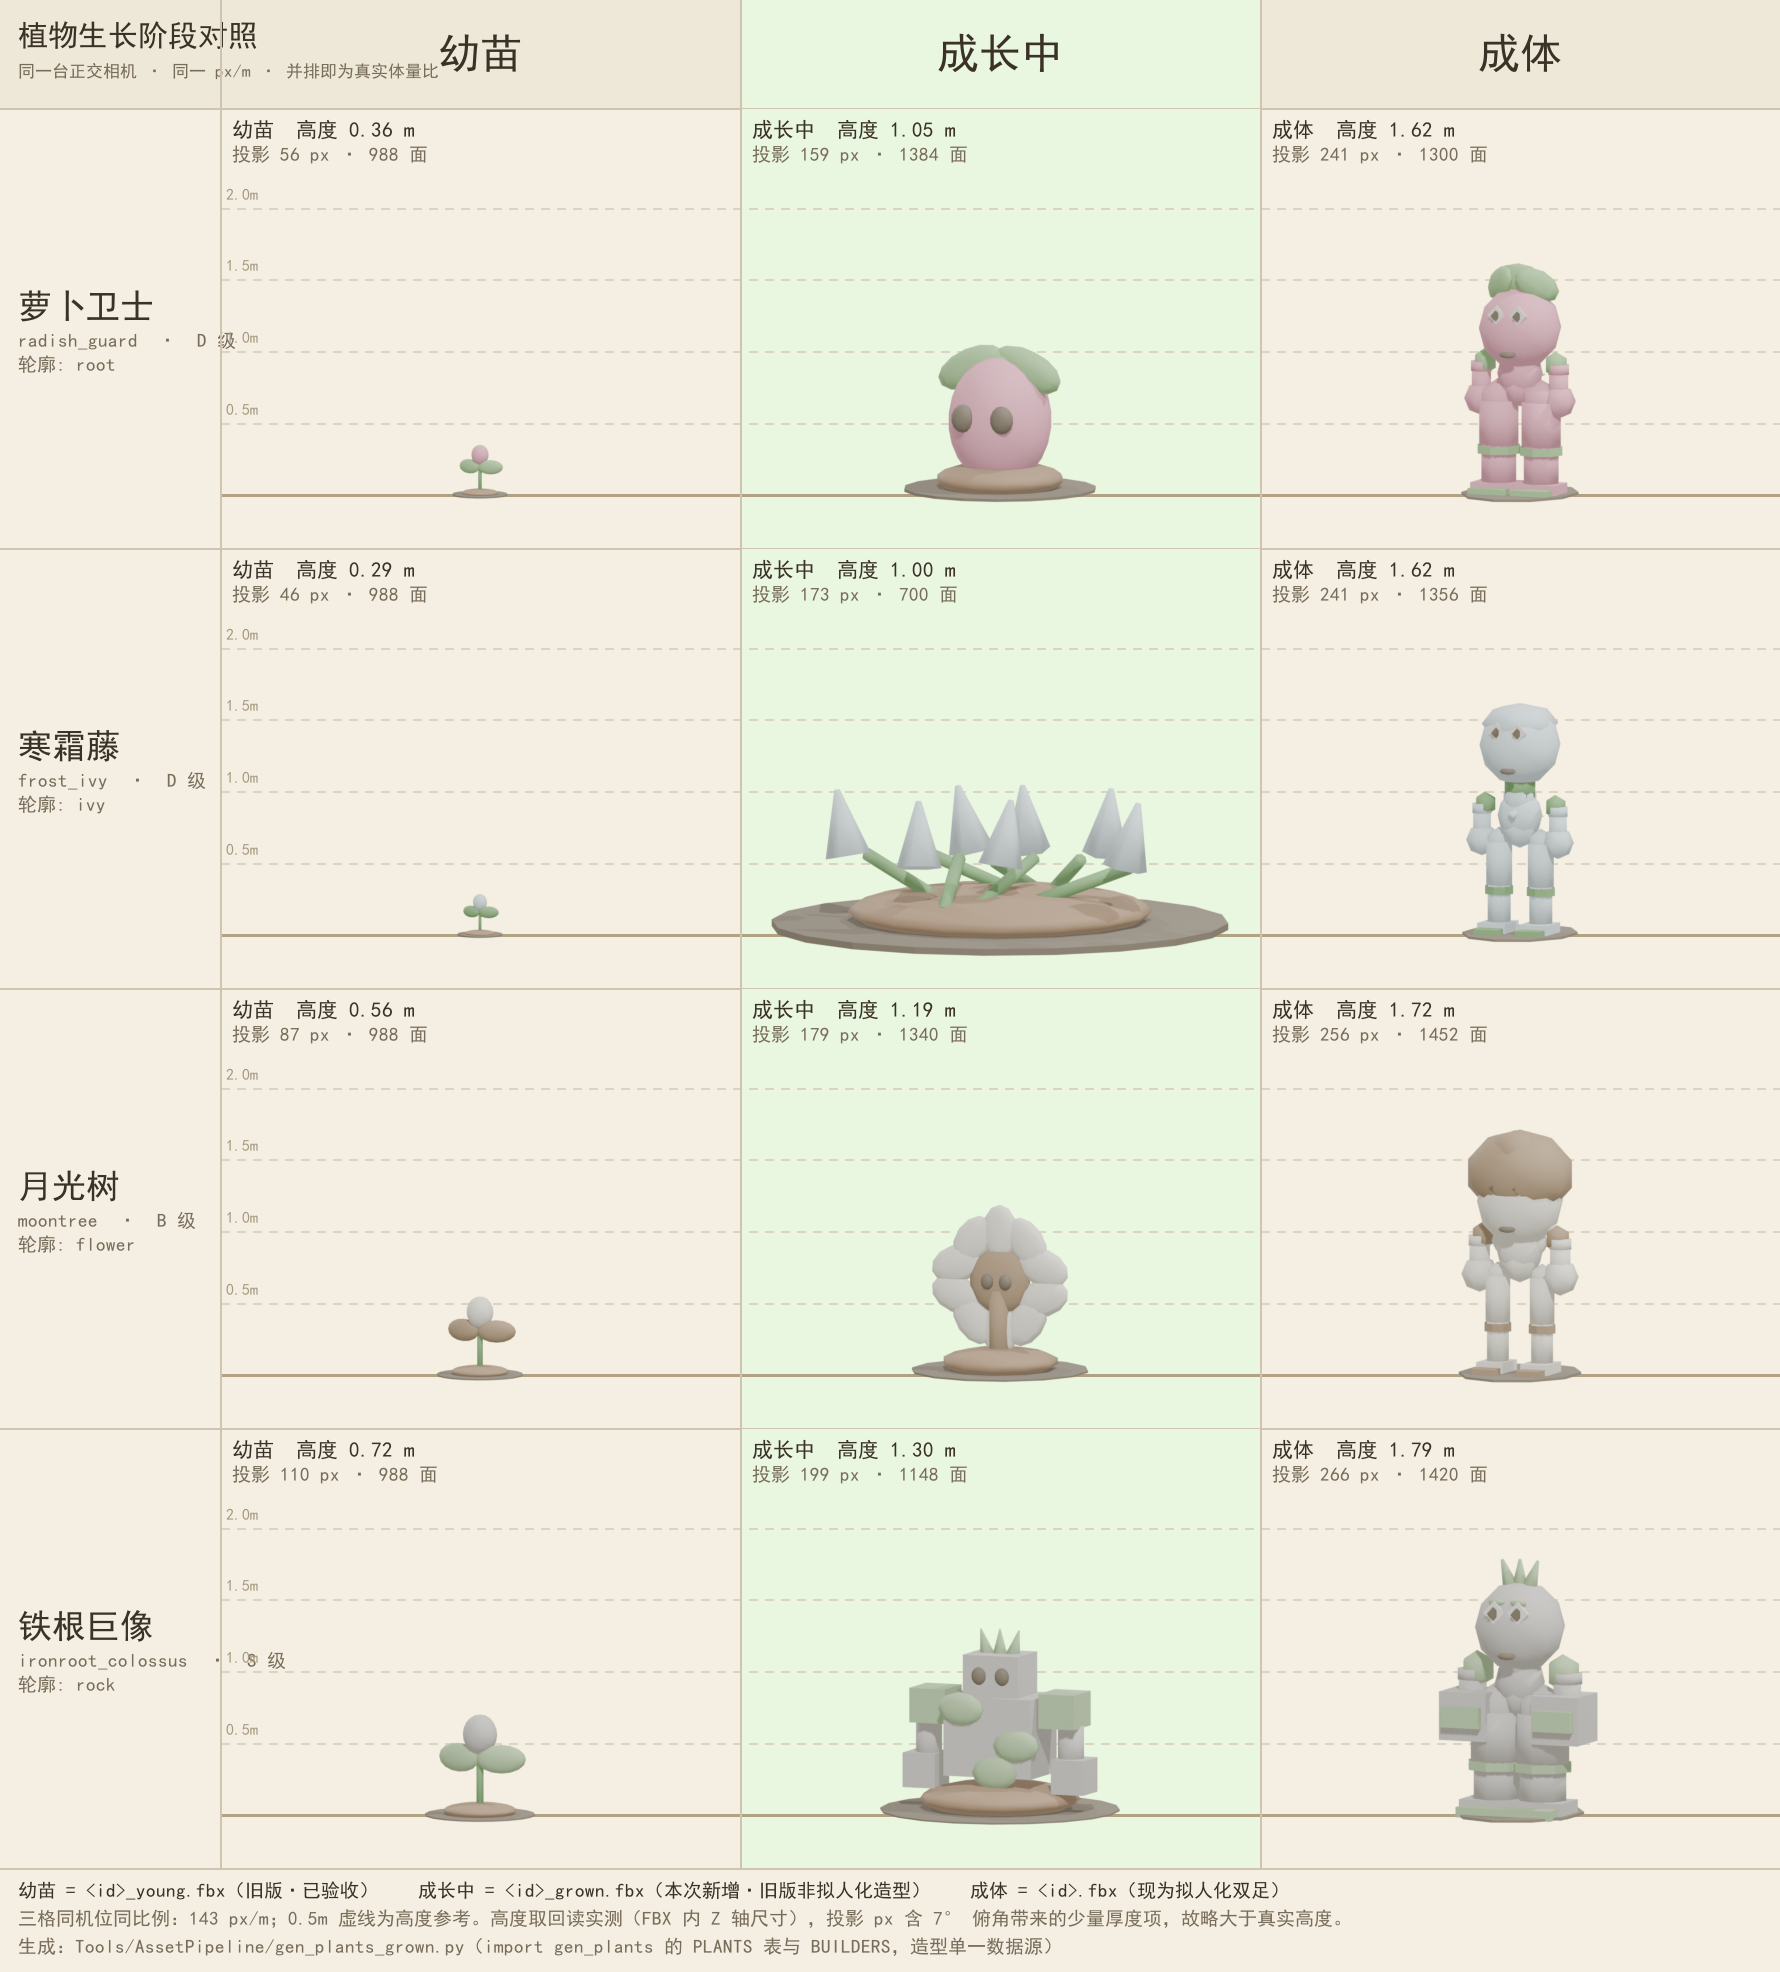 植物生长阶段对照
同一台正交相机 · 同一 px/m · 并排即为真实体量比
幼苗
成长中
成体
萝卜卫士
radish_guard · D 级
轮廓: root
幼苗 高度 0.36 m
投影 56 px · 988 面
2.0m
1.5m
1.0m
0.5m
成长中 高度 1.05 m
投影 159 px · 1384 面
成体 高度 1.62 m
投影 241 px · 1300 面
寒霜藤
frost_ivy · D 级
轮廓: ivy
幼苗 高度 0.29 m
投影 46 px · 988 面
2.0m
1.5m
1.0m
0.5m
成长中 高度 1.00 m
投影 173 px · 700 面
成体 高度 1.62 m
投影 241 px · 1356 面
月光树
moontree · B 级
轮廓: flower
幼苗 高度 0.56 m
投影 87 px · 988 面
2.0m
1.5m
1.0m
0.5m
成长中 高度 1.19 m
投影 179 px · 1340 面
成体 高度 1.72 m
投影 256 px · 1452 面
铁根巨像
ironroot_colossus · S 级
轮廓: rock
幼苗 高度 0.72 m
投影 110 px · 988 面
2.0m
1.5m
1.0m
0.5m
成长中 高度 1.30 m
投影 199 px · 1148 面
成体 高度 1.79 m
投影 266 px · 1420 面
幼苗 = <id>_young.fbx（旧版·已验收） 成长中 = <id>_grown.fbx（本次新增·旧版非拟人化造型） 成体 = <id>.fbx（现为拟人化双足）
三格同机位同比例: 143 px/m; 0.5m 虚线为高度参考。高度取回读实测（FBX 内 Z 轴尺寸）, 投影 px 含 7° 俯角带来的少量厚度项, 故略大于真实高度。
生成: Tools/AssetPipeline/gen_plants_grown.py（import gen_plants 的 PLANTS 表与 BUILDERS, 造型单一数据源）